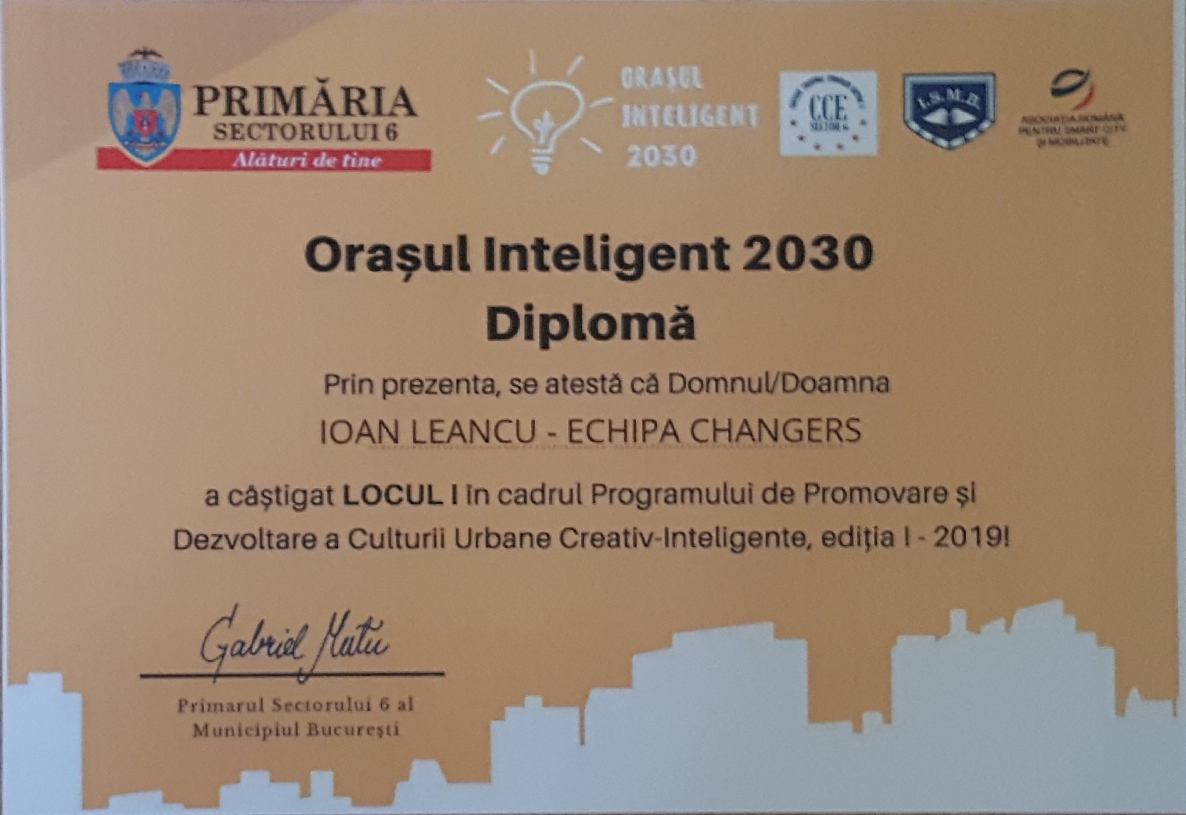 PRIMĂRIA
SECTORULUI 6
Alături de tine
ORAȘUL
INTELIGENT
2030
CCE
SECTOR 6
I.S.M.B.
ASOCIAȚIA ROMÂNĂ
PENTRU SMART CITY
ȘI MOBILITATE
Orașul Inteligent 2030
Diplomă
Prin prezenta, se atestă că Domnul/Doamna
IOAN LEANCU - ECHIPA CHANGERS
a câștigat LOCUL I în cadrul Programului de Promovare și
Dezvoltare a Culturii Urbane Creativ-Inteligente, ediția I - 2019!
Gabriel Mutu
Primarul Sectorului 6 al
Municipiul București